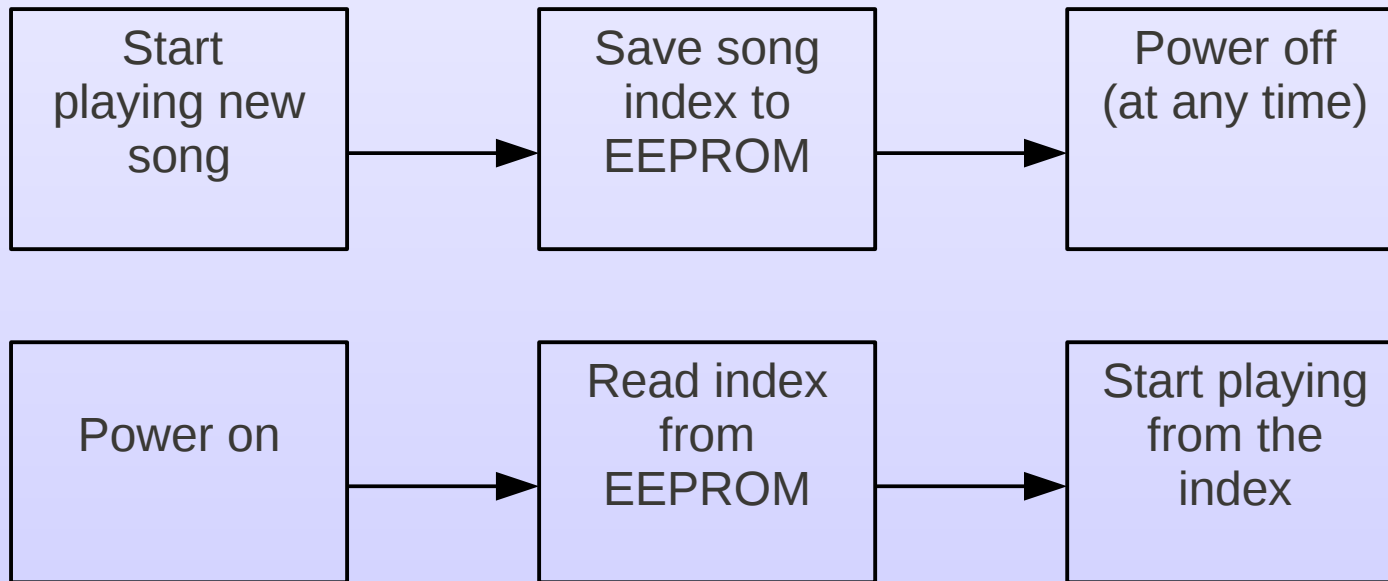 Start
playing new
song
Save song
index to
EEPROM
Power off
(at any time)
Power on
Read index
from
EEPROM
Start playing
from the
index